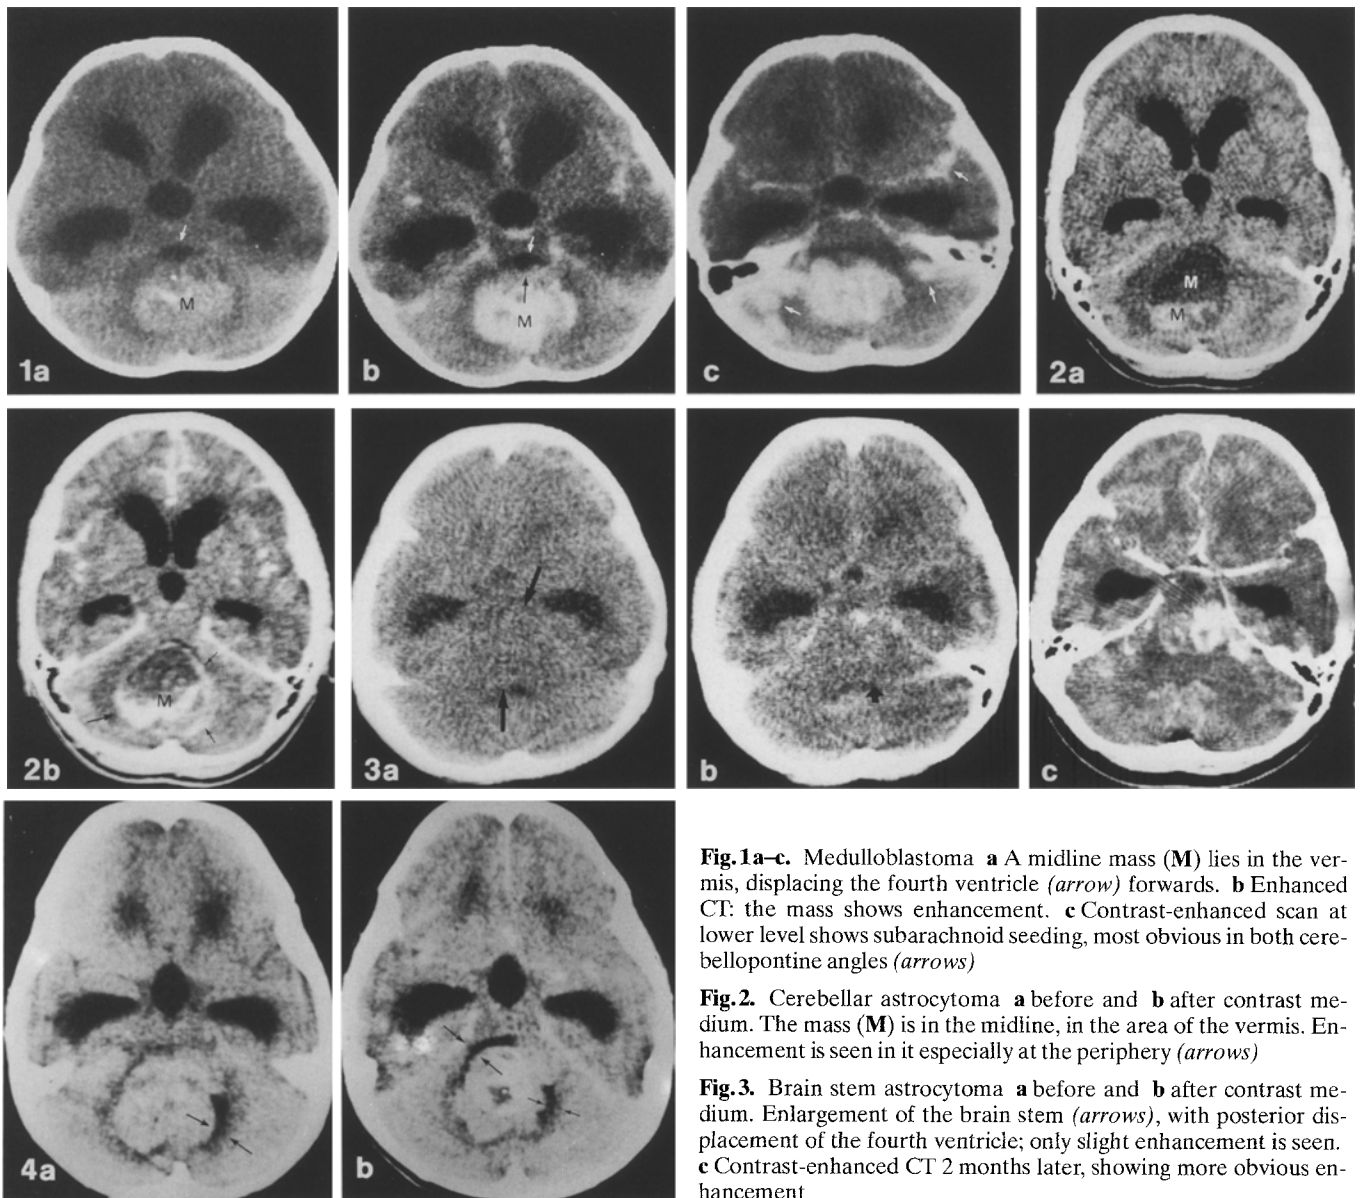 1a
M
b
M
c
2a
M
M
2b
M
3a
b
c
4a
b
Fig.1a–c. Medulloblastoma a A midline mass (M) lies in the ver-
mis, displacing the fourth ventricle (arrow) forwards. b Enhanced
CT: the mass shows enhancement. c Contrast-enhanced scan at
lower level shows subarachnoid seeding, most obvious in both cere-
bellopontine angles (arrows)
Fig.2. Cerebellar astrocytoma a before and b after contrast me-
dium. The mass (M) is in the midline, in the area of the vermis. En-
hancement is seen in it especially at the periphery (arrows)
Fig.3. Brain stem astrocytoma a before and b after contrast me-
dium. Enlargement of the brain stem (arrows), with posterior dis-
placement of the fourth ventricle; only slight enhancement is seen.
c Contrast-enhanced CT 2 months later, showing more obvious en-
hancement